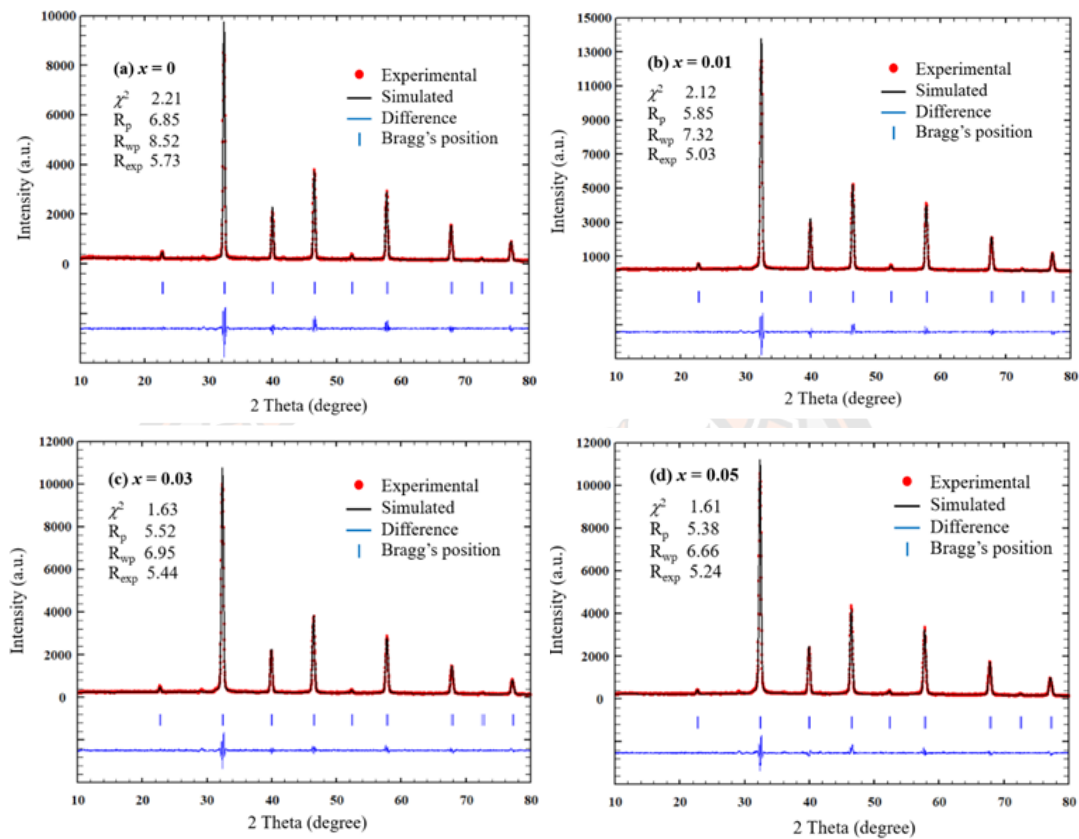 (a) x = 0
χ² 2.21
Rp 6.85
Rwp 8.52
Rexp 5.73
Experimental
Simulated
Difference
Bragg's position
Intensity (a.u.)
10000
8000
6000
4000
2000
0
10 20 30 40 50 60 70 80
2 Theta (degree)
(b) x = 0.01
χ² 2.12
Rp 5.85
Rwp 7.32
Rexp 5.03
Experimental
Simulated
Difference
Bragg's position
Intensity (a.u.)
15000
13000
11000
9000
7000
5000
3000
1000
10 20 30 40 50 60 70 80
2 Theta (degree)
(c) x = 0.03
χ² 1.63
Rp 5.52
Rwp 6.95
Rexp 5.44
Experimental
Simulated
Difference
Bragg's position
Intensity (a.u.)
12000
10000
8000
6000
4000
2000
0
10 20 30 40 50 60 70 80
2 Theta (degree)
(d) x = 0.05
χ² 1.61
Rp 5.38
Rwp 6.66
Rexp 5.24
Experimental
Simulated
Difference
Bragg's position
Intensity (a.u.)
12000
10000
8000
6000
4000
2000
0
10 20 30 40 50 60 70 80
2 Theta (degree)